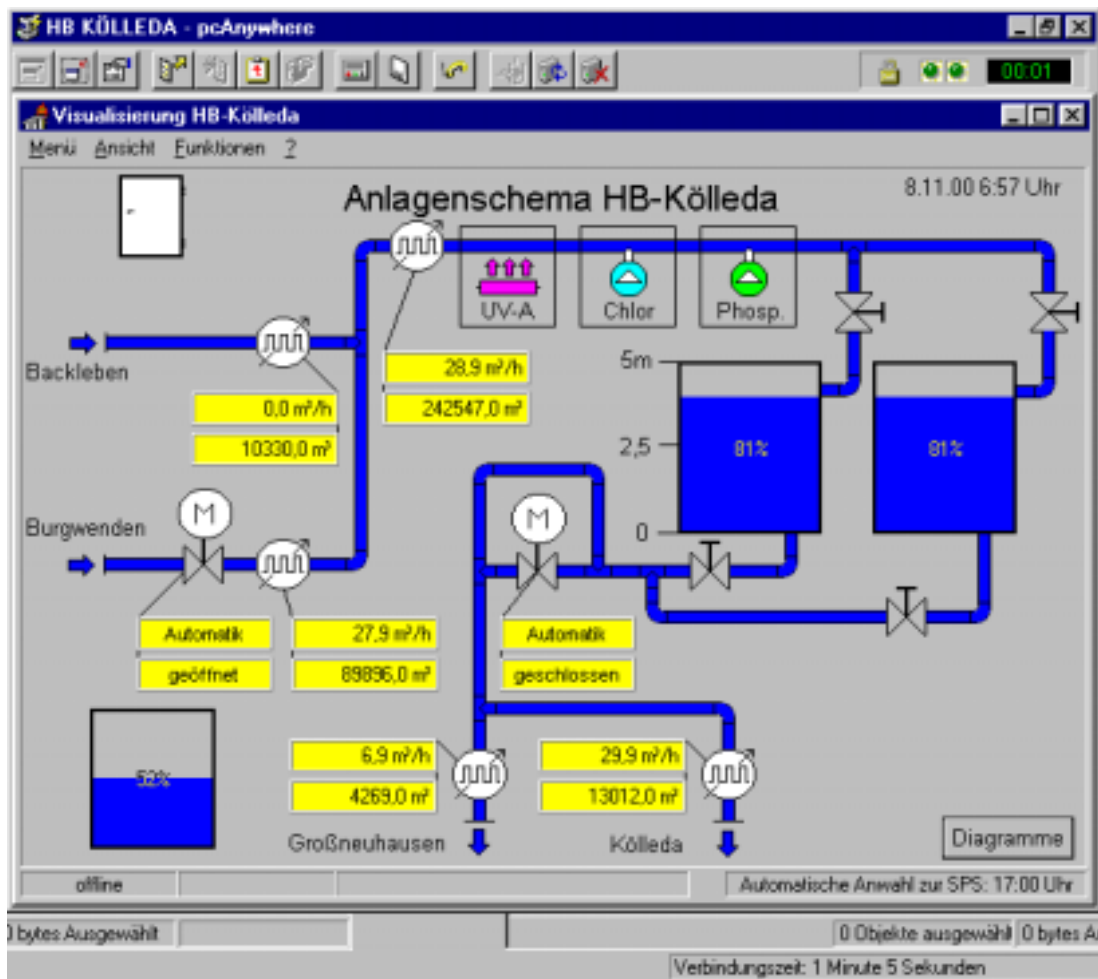 HB KÖLLEDA - pcAnywhere
00:01
Visualisierung HB-Kölleda
Menü Ansicht Funktionen ?
Anlagenschema HB-Kölleda
8.11.00 6:57 Uhr
UV-A
Chlor
Phosp.
Backleben
28,9 m³/h
242547,0 m³
0,0 m³/h
10330,0 m³
5m
2,5
0
81%
81%
Burgwenden
M
M
Automatik
geöffnet
27,9 m³/h
89896,0 m³
Automatik
geschlossen
52%
6,9 m³/h
4269,0 m³
29,9 m³/h
13012,0 m³
Großneuhausen
Kölleda
Diagramme
offline
Automatische Anwahl zur SPS: 17:00 Uhr
0 bytes Ausgewählt
0 Objekte ausgewählt
0 bytes A
Verbindungszeit: 1 Minute 5 Sekunden